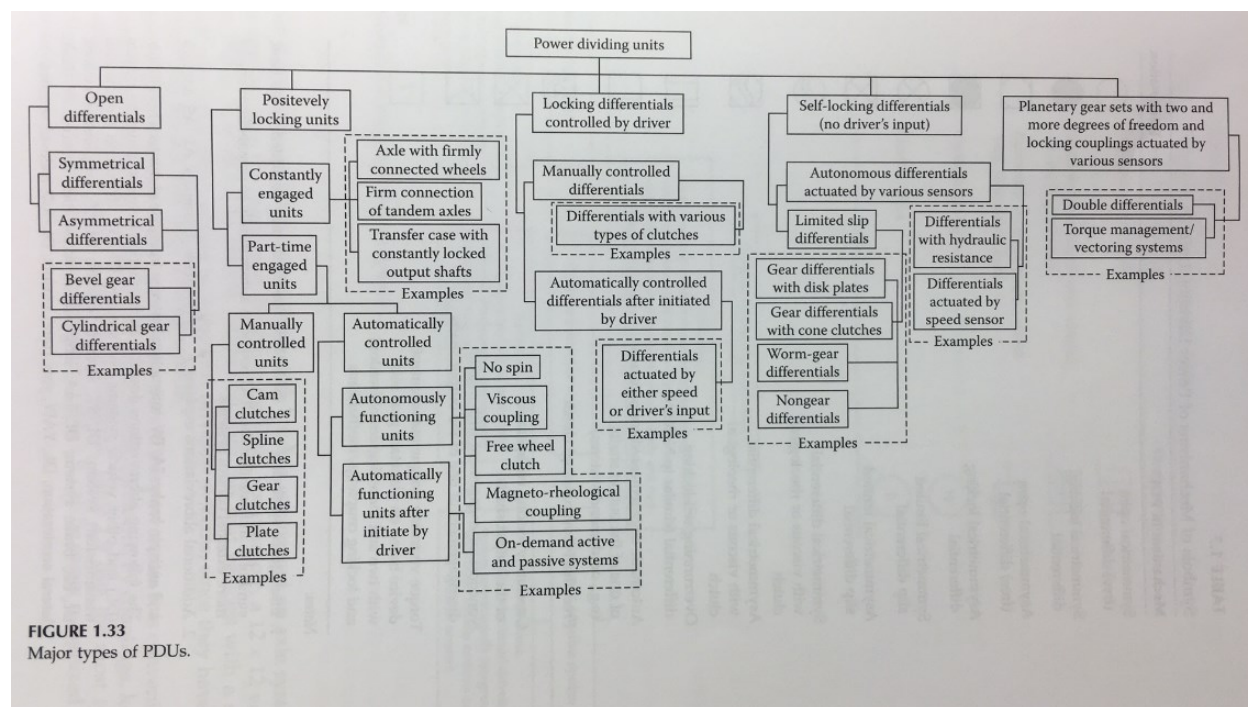 Power dividing units
Open
differentials
Symmetrical
differentials
Asymmetrical
differentials
Bevel gear
differentials
Cylindrical gear
differentials
Examples
Positevely
locking units
Constantly
engaged
units
Axle with firmly
connected wheels
Firm connection
of tandem axles
Transfer case with
constantly locked
output shafts
Examples
Part-time
engaged
units
Manually
controlled
units
Cam
clutches
Spline
clutches
Gear
clutches
Plate
clutches
Examples
Automatically
controlled
units
Autonomously
functioning
units
Automatically
functioning
units after
initiate by
driver
No spin
Viscous
coupling
Free wheel
clutch
Magneto-rheological
coupling
On-demand active
and passive systems
Examples
Locking differentials
controlled by driver
Manually controlled
differentials
Differentials with various
types of clutches
Examples
Automatically controlled
differentials after initiated
by driver
Differentials
actuated by
either speed
or driver's input
Examples
Self-locking differentials
(no driver's input)
Autonomous differentials
actuated by various sensors
Limited slip
differentials
Gear differentials
with disk plates
Gear differentials
with cone clutches
Worm-gear
differentials
Nongear
differentials
Examples
Differentials
with hydraulic
resistance
Differentials
actuated by
speed sensor
Examples
Planetary gear sets with two and
more degrees of freedom and
locking couplings actuated by
various sensors
Double differentials
Torque management/
vectoring systems
Examples
FIGURE 1.33
Major types of PDUs.